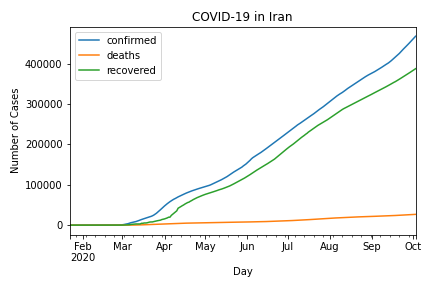 COVID-19 in Iran
confirmed
deaths
recovered
Number of Cases
400000
300000
200000
100000
0
Feb Mar Apr May Jun Jul Aug Sep Oct
2020
Day